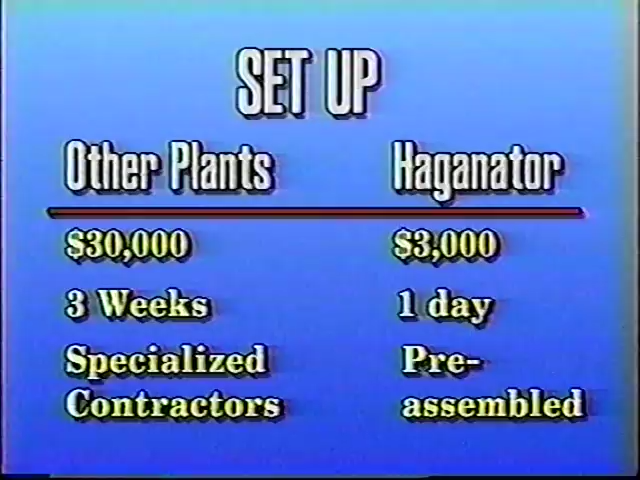 SET UP
Other Plants Haganator
$30,000 $3,000
3 Weeks 1 day
Specialized Pre-
Contractors assembled